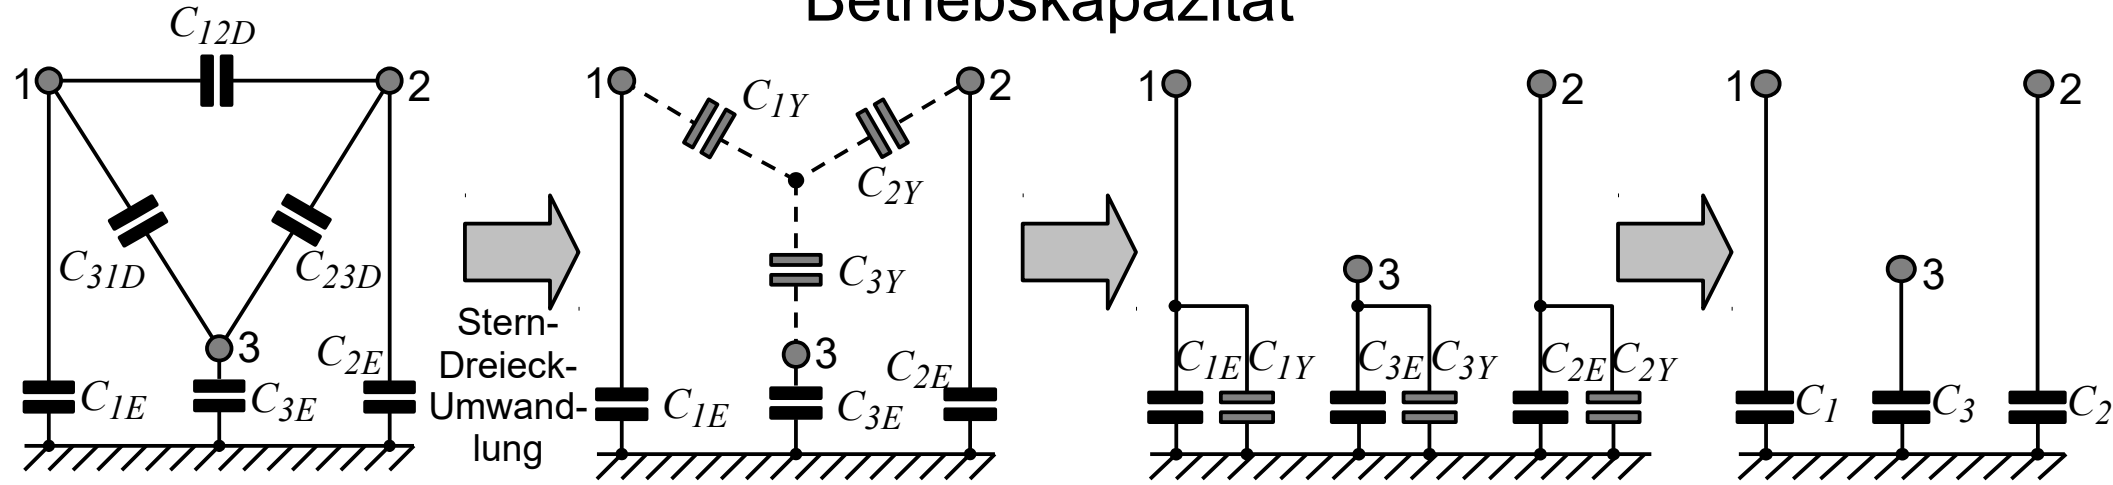 Betriebskapazität
C12D
1
2
C31D
C23D
3
C2E
C1E
C3E
Stern-
Dreieck-
Umwand-
lung
1
2
C1Y
C2Y
C3Y
3
C2E
C1E
C3E
1
2
3
C1E C1Y
C3E C3Y
C2E C2Y
1
2
3
C1
C3
C2